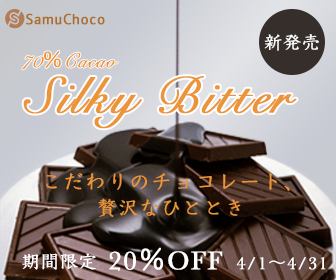 SamuChoco
新発売
70% Cacao
Silky Bitter
こだわりのチョコレート、
贅沢なひととき
期間限定 20%OFF 4/1〜4/31